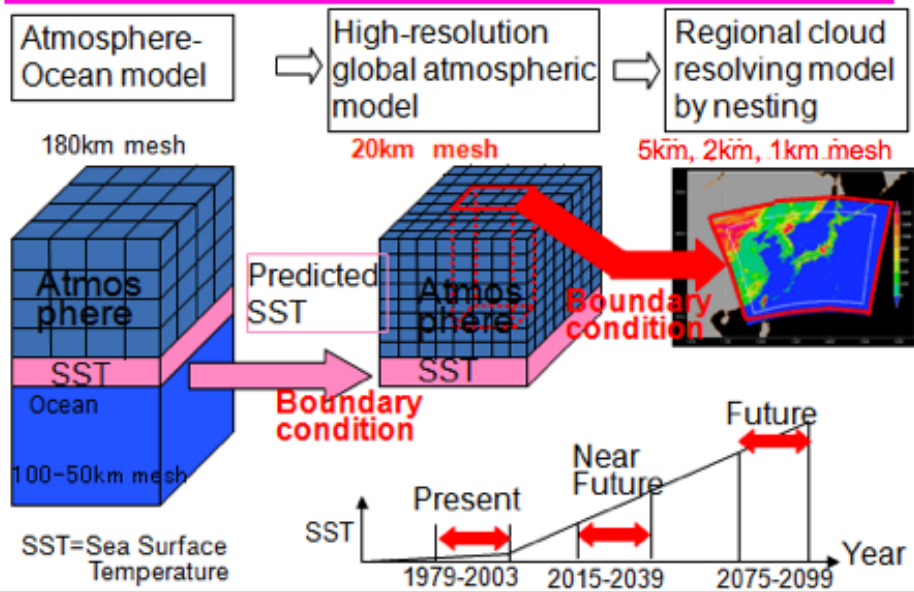 Atmosphere-
Ocean model
High-resolution
global atmospheric
model
Regional cloud
resolving model
by nesting
180km mesh
20km mesh
5km, 2km, 1km mesh
Atmos
phere
SST
Ocean
100-50km mesh
Predicted
SST
Boundary
condition
Atmos
phere
SST
Boundary
condition
SST=Sea Surface
Temperature
SST
Present
Near
Future
Future
Year
1979-2003
2015-2039
2075-2099